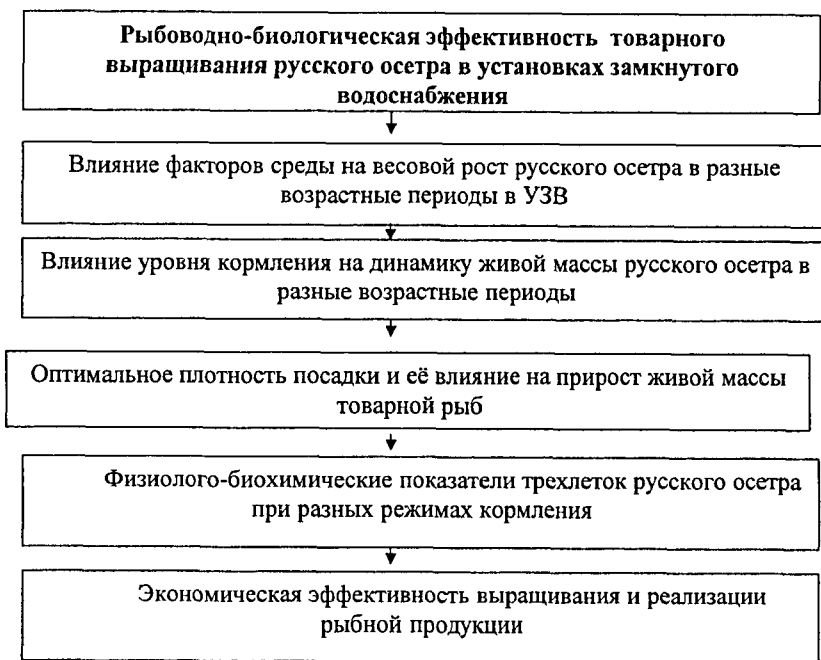 Рыбоводно-биологическая эффективность товарного
выращивания русского осетра в установках замкнутого
водоснабжения
Влияние факторов среды на весовой рост русского осетра в разные
возрастные периоды в УЗВ
Влияние уровня кормления на динамику живой массы русского осетра в
разные возрастные периоды
Оптимальное плотность посадки и её влияние на прирост живой массы
товарной рыб
Физиолого-биохимические показатели трехлеток русского осетра
при разных режимах кормления
Экономическая эффективность выращивания и реализации
рыбной продукции